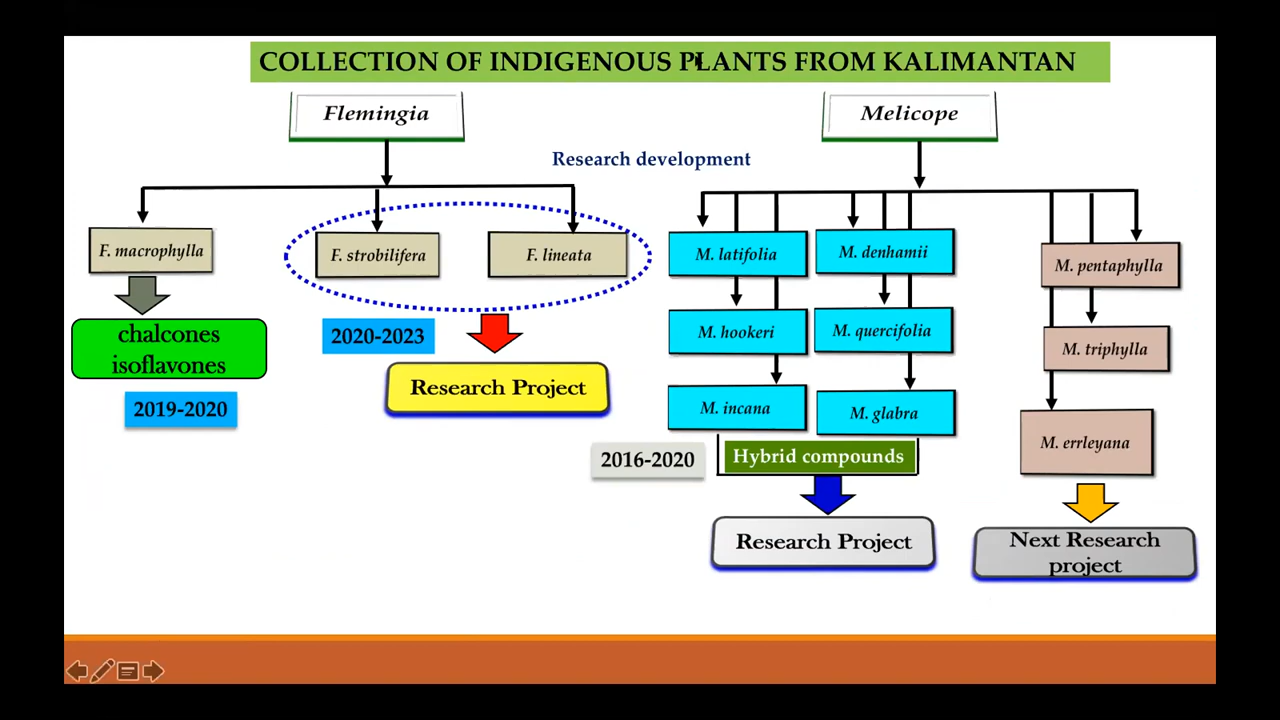 COLLECTION OF INDIGENOUS PLANTS FROM KALIMANTAN
Flemingia
Melicope
Research development
F. macrophylla
F. strobilifera
F. lineata
chalcones
isoflavones
2019-2020
2020-2023
Research Project
M. latifolia
M. denhamii
M. pentaphylla
M. hookeri
M. quercifolia
M. triphylla
M. incana
M. glabra
M. errleyana
2016-2020
Hybrid compounds
Research Project
Next Research
project